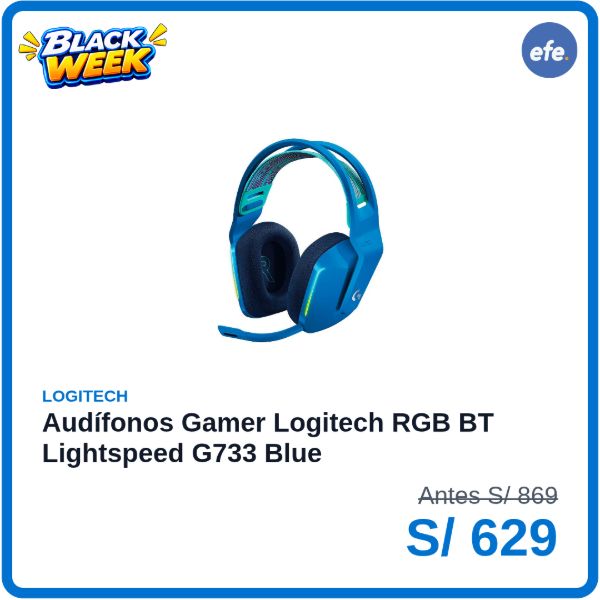 BLACK
WEEK
efe.
LOGITECH
Audífonos Gamer Logitech RGB BT
Lightspeed G733 Blue
Antes S/ 869
S/ 629